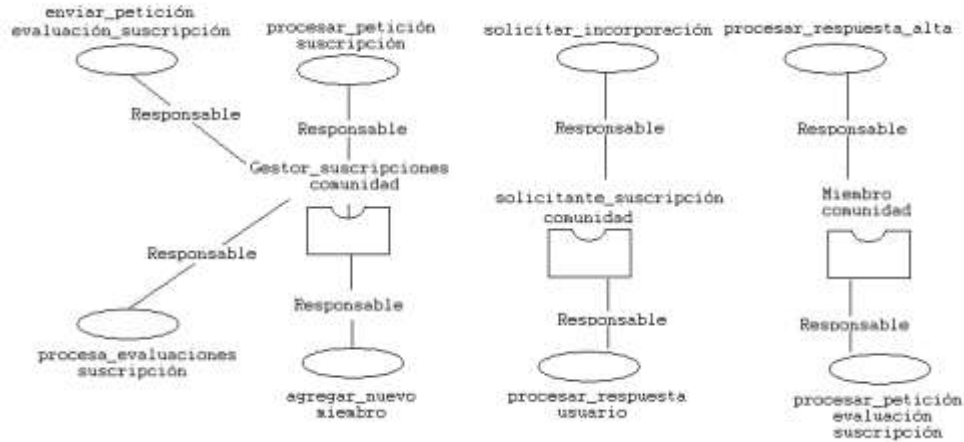 enviar_petición
evaluación_suscripción
procesar_petición
suscripción
solicitar_incorporación
procesar_respuesta_alta
Responsable
Responsable
Responsable
Responsable
Gestor_suscripciones
comunidad
solicitante_suscripción
comunidad
Miembro
comunidad
Responsable
Responsable
Responsable
Responsable
procesa_evaluaciones
suscripción
agregar_nuevo
miembro
procesar_respuesta
usuario
procesar_petición
evaluación
suscripción